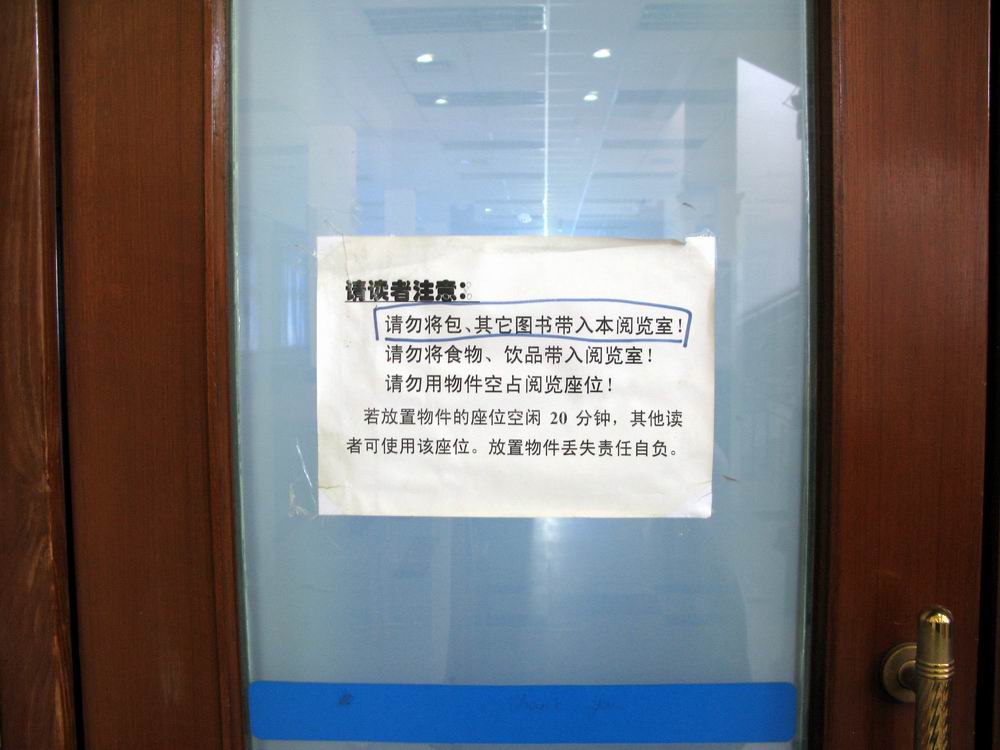 请读者注意：
请勿将包、其它图书带入本阅览室！
请勿将食物、饮品带入阅览室！
请勿用物件空占阅览座位！
若放置物件的座位空闲 20 分钟，其他读
者可使用该座位。放置物件丢失责任自负。